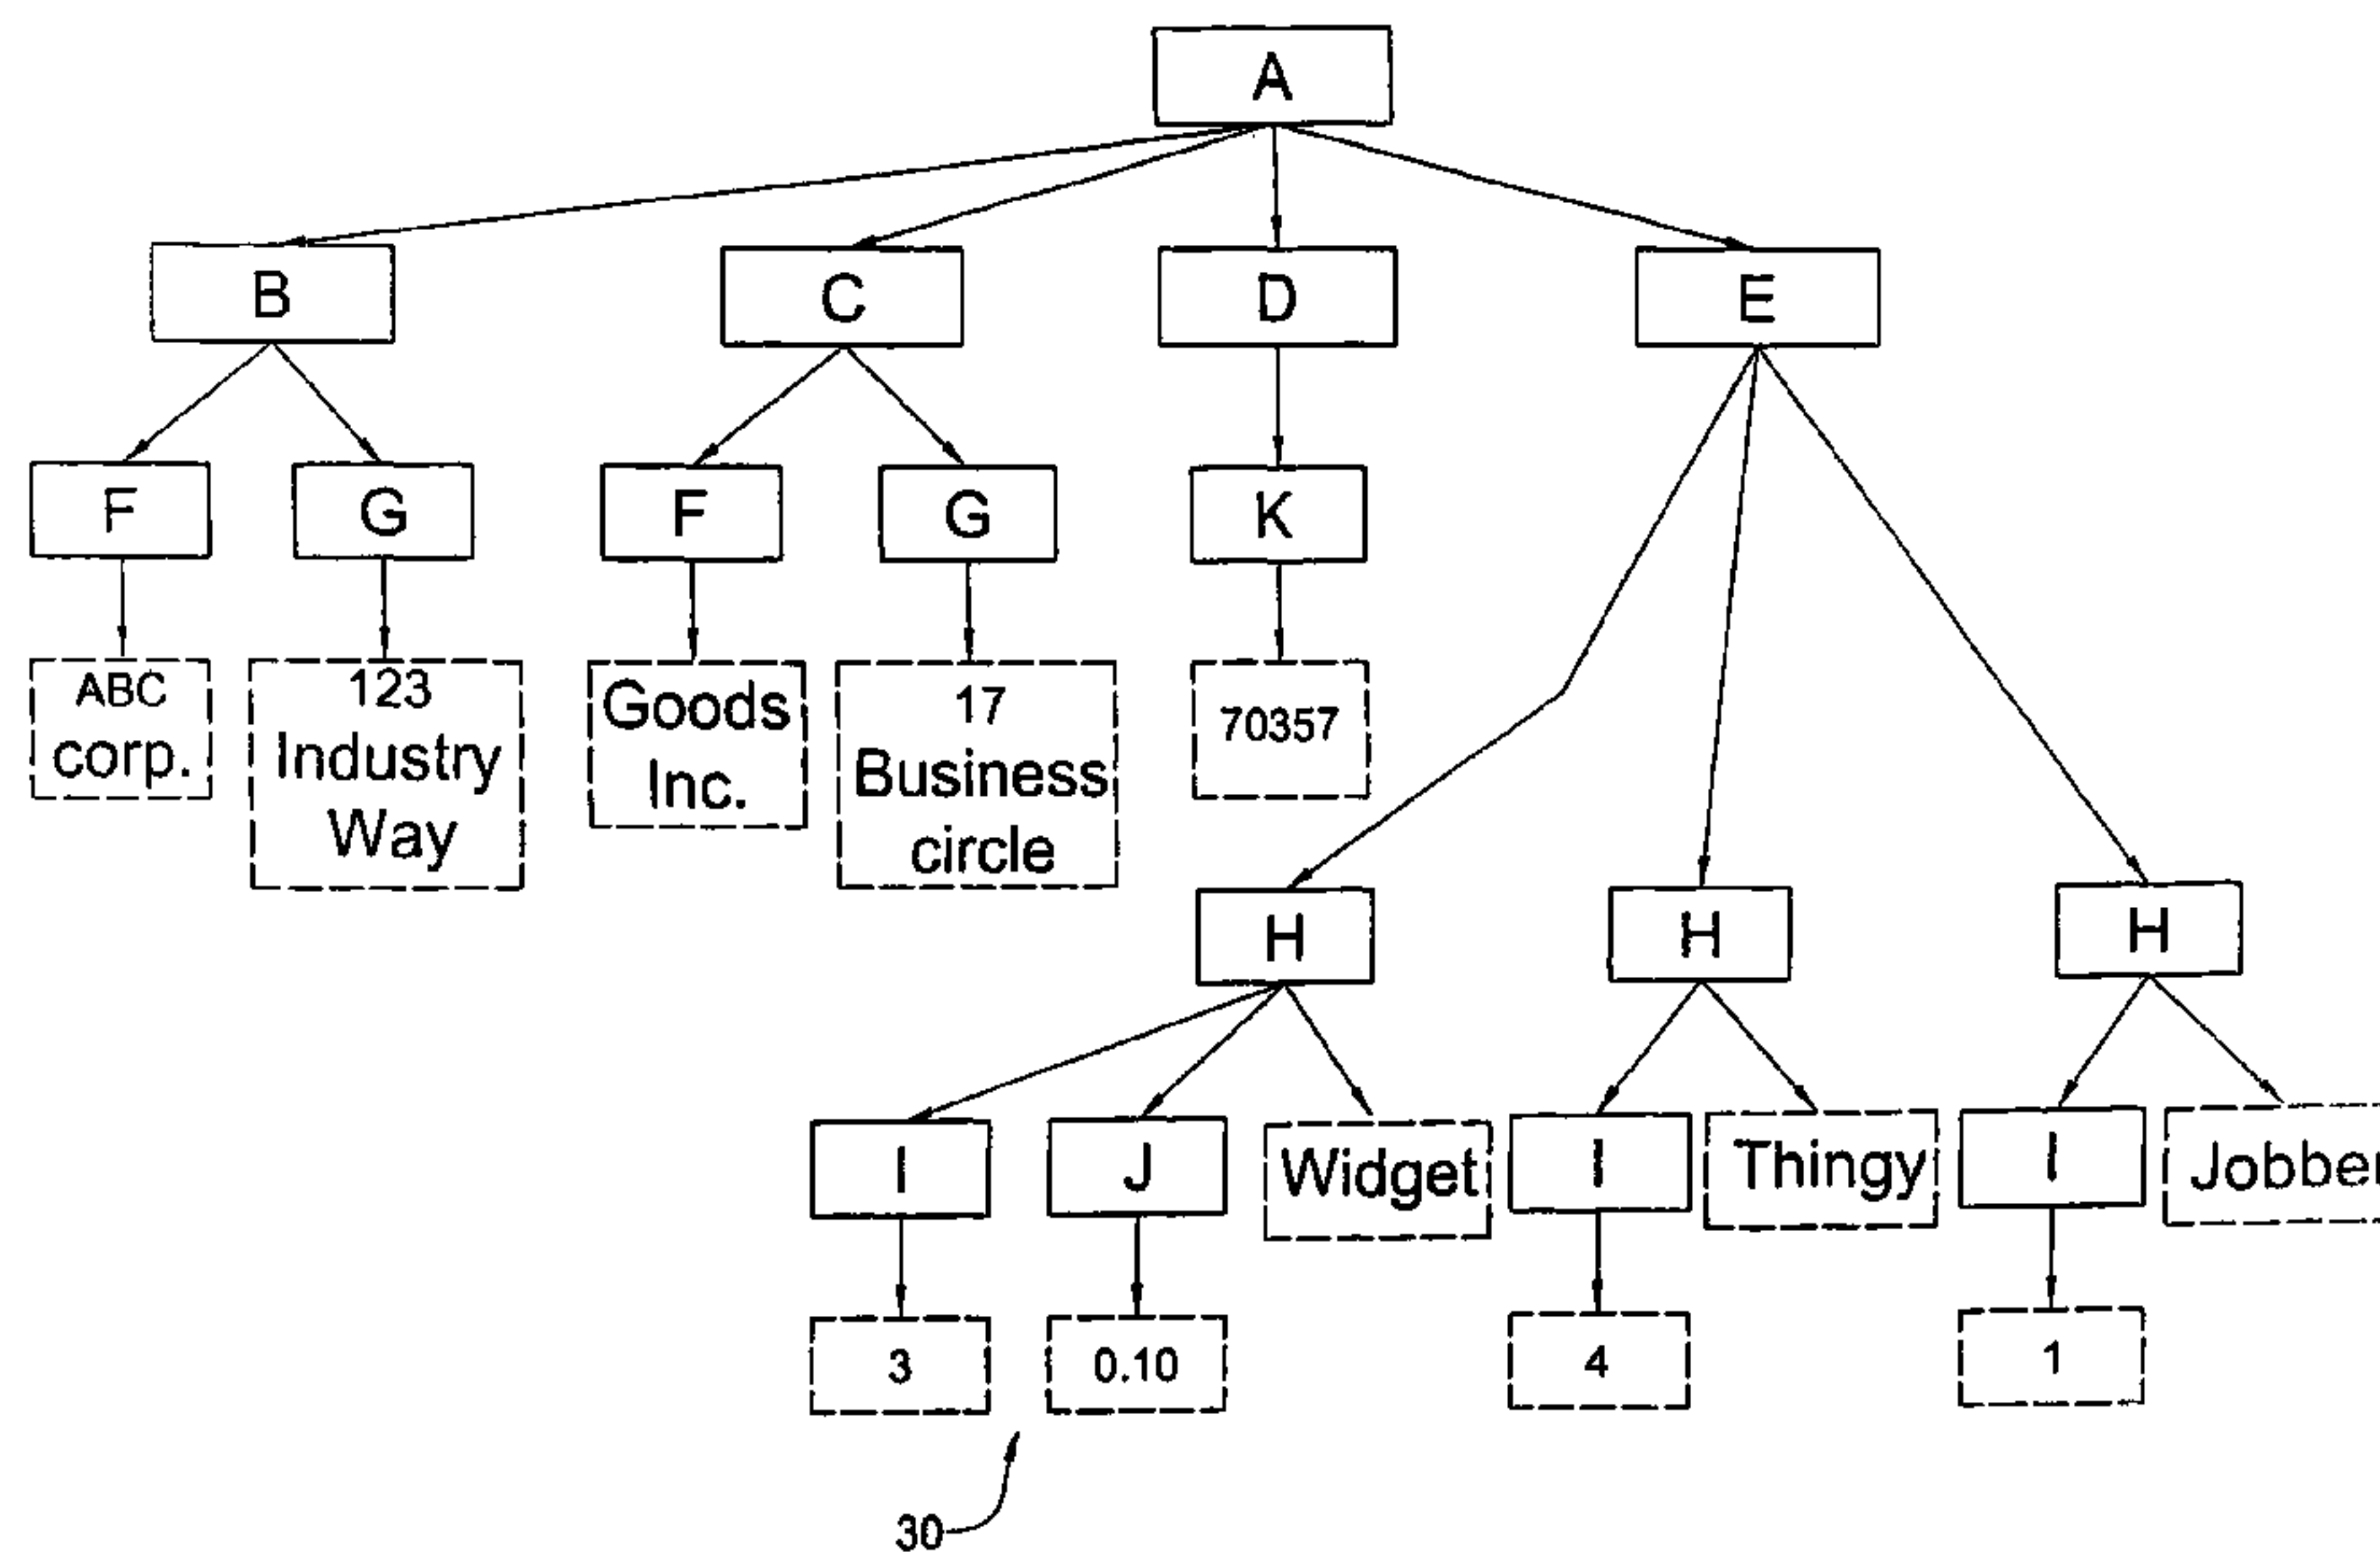 A
B
C
D
E
F
G
F
G
K
ABC
corp.
123
Industry
Way
Goods
Inc.
17
Business
circle
70357
H
H
H
I
J
Widget
I
Thingy
I
3
0.10
4
1
30